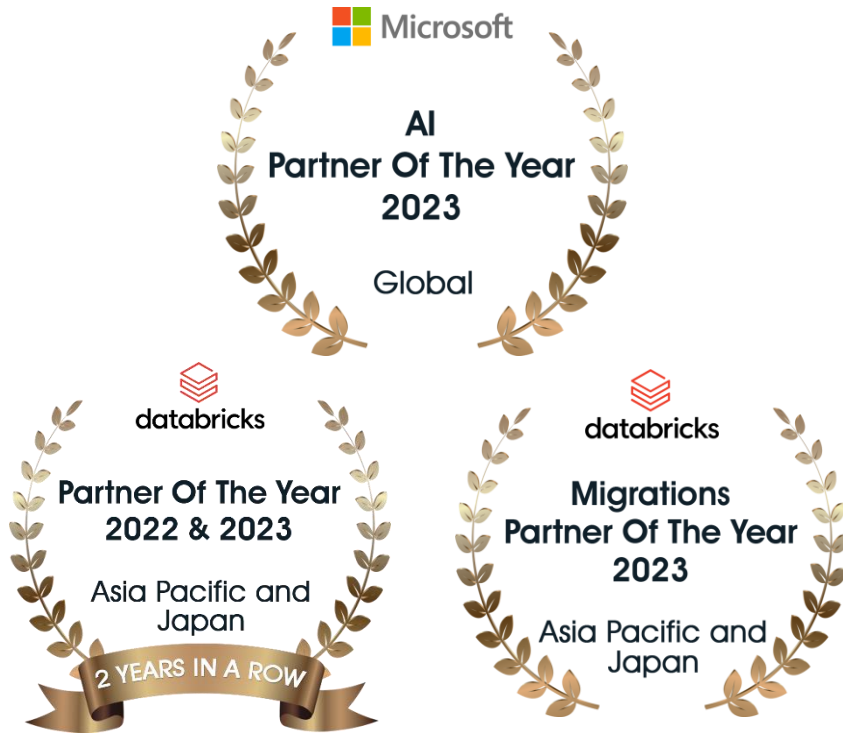 Microsoft
AI
Partner Of The Year
2023
Global
databricks
Partner Of The Year
2022 & 2023
Asia Pacific and
Japan
2 YEARS IN A ROW
databricks
Migrations
Partner Of The Year
2023
Asia Pacific and
Japan